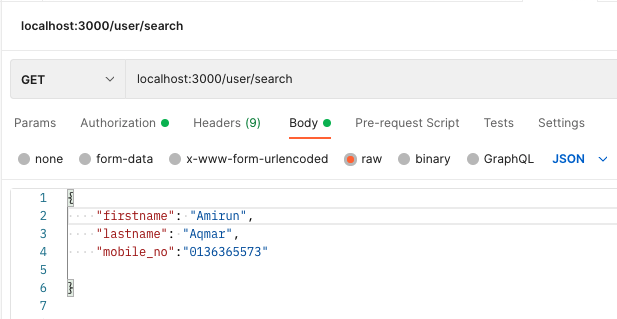 localhost:3000/user/search
GET localhost:3000/user/search
Params Authorization Headers (9) Body Pre-request Script Tests Settings
none form-data x-www-form-urlencoded raw binary GraphQL JSON
1 {
2 "firstname": "Amirun",
3 "lastname": "Aqmar",
4 "mobile_no":"0136365573"
5
6 }
7